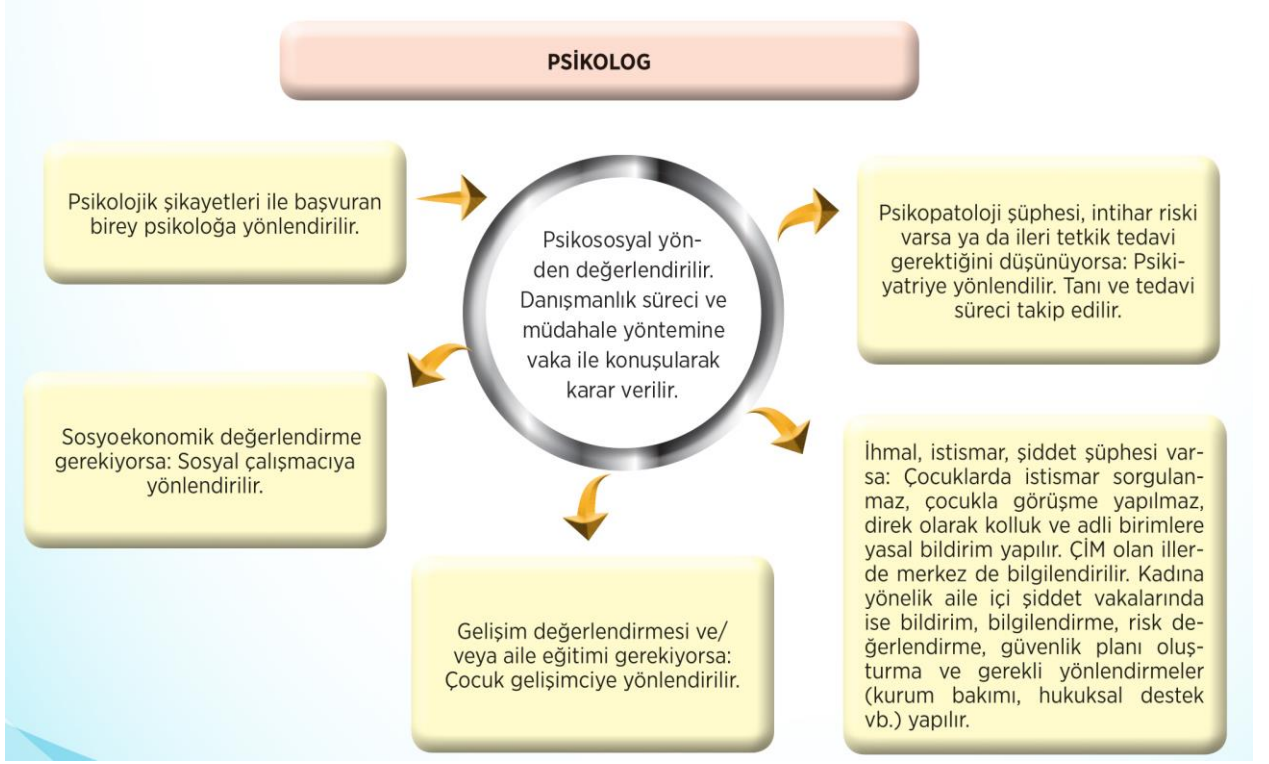 PSİKOLOG
Psikolojik şikayetleri ile başvuran
birey psikoloğa yönlendirilir.
Psikososyal yön-
den değerlendirilir.
Danışmanlık süreci ve
müdahale yöntemine
vaka ile konuşularak
karar verilir.
Psikopatoloji şüphesi, intihar riski
varsa ya da ileri tetkik tedavi
gerektiğini düşünüyorsa: Psiki-
yatriye yönlendilir. Tanı ve tedavi
süreci takip edilir.
Sosyoekonomik değerlendirme
gerekiyorsa: Sosyal çalışmacıya
yönlendirilir.
Gelişim değerlendirmesi ve/
veya aile eğitimi gerekiyorsa:
Çocuk gelişimciye yönlendirilir.
İhmal, istismar, şiddet şüphesi var-
sa: Çocuklarda istismar sorgulan-
maz, çocukla görüşme yapılmaz,
direk olarak kolluk ve adli birimlere
yasal bildirim yapılır. ÇİM olan iller-
de merkez de bilgilendirilir. Kadına
yönelik aile içi şiddet vakalarında
ise bildirim, bilgilendirme, risk de-
ğerlendirme, güvenlik planı oluş-
turma ve gerekli yönlendirmeler
(kurum bakımı, hukuksal destek
vb.) yapılır.